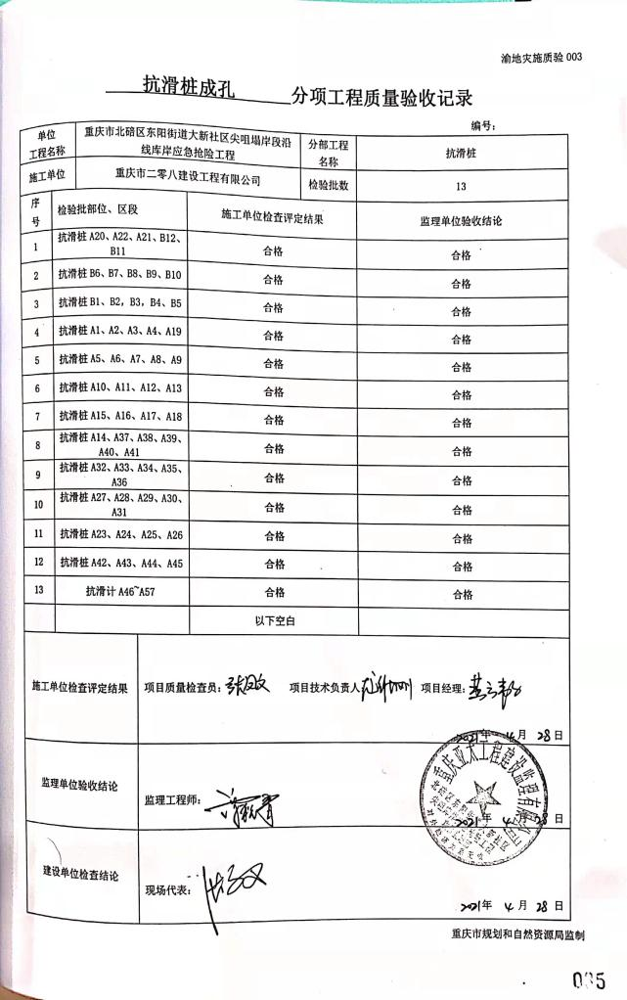 渝地灾施质验 003
抗滑桩成孔 分项工程质量验收记录
编号:
单位
工程名称
重庆市北碚区东阳街道大新社区尖咀塌岸段沿
线库岸应急抢险工程
分部工程
名称
抗滑桩
施工单位 重庆市二零八建设工程有限公司 检验批数 13
序
号
检验批部位、区段 施工单位检查评定结果 监理单位验收结论
1 抗滑桩 A20、A22、A21、B12、
B11
合格 合格
2 抗滑桩 B6、B7、B8、B9、B10 合格 合格
3 抗滑桩 B1、B2，B3，B4、B5 合格 合格
4 抗滑桩 A1、A2、A3、A4、A19 合格 合格
5 抗滑桩 A5、A6、A7、A8、A9 合格 合格
6 抗滑桩 A10、A11、A12、A13 合格 合格
7 抗滑桩 A15、A16、A17、A18 合格 合格
8 抗滑桩 A14、A37、A38、A39、
A40、A41
合格 合格
9 抗滑桩 A32、A33、A34、A35、
A36
合格 合格
10 抗滑桩 A27、A28、A29、A30、
A31
合格 合格
11 抗滑桩 A23、A24、A25、A26 合格 合格
12 抗滑桩 A42、A43、A44、A45 合格 合格
13 抗滑计 A46~A57 合格 合格
以下空白
施工单位检查评定结果 项目质量检查员: 项目技术负责人 项目经理:
2021年 4月 28日
监理单位验收结论 监理工程师:
重庆亚太工程建设监理有限公司
2021年 4月 28日
建设单位检查结论 现场代表:
2021年 4月 28日
重庆市规划和自然资源局监制
035